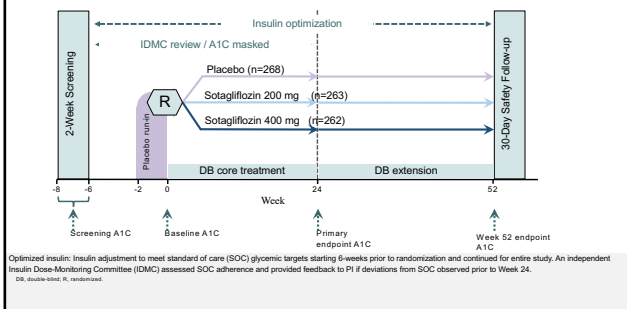 Insulin optimization
IDMC review / A1C masked
2-Week Screening
Placebo run-in
R
Placebo (n=268)
Sotagliflozin 200 mg (n=263)
Sotagliflozin 400 mg (n=262)
30-Day Safety Follow-up
DB core treatment
DB extension
-8 -6 -2 0 24 52
Week
Screening A1C
Baseline A1C
Primary
endpoint A1C
Week 52 endpoint
A1C
Optimized insulin: Insulin adjustment to meet standard of care (SOC) glycemic targets starting 6-weeks prior to randomization and continued for entire study. An independent
Insulin Dose-Monitoring Committee (IDMC) assessed SOC adherence and provided feedback to PI if deviations from SOC observed prior to Week 24.
DB, double-blind; R, randomized.